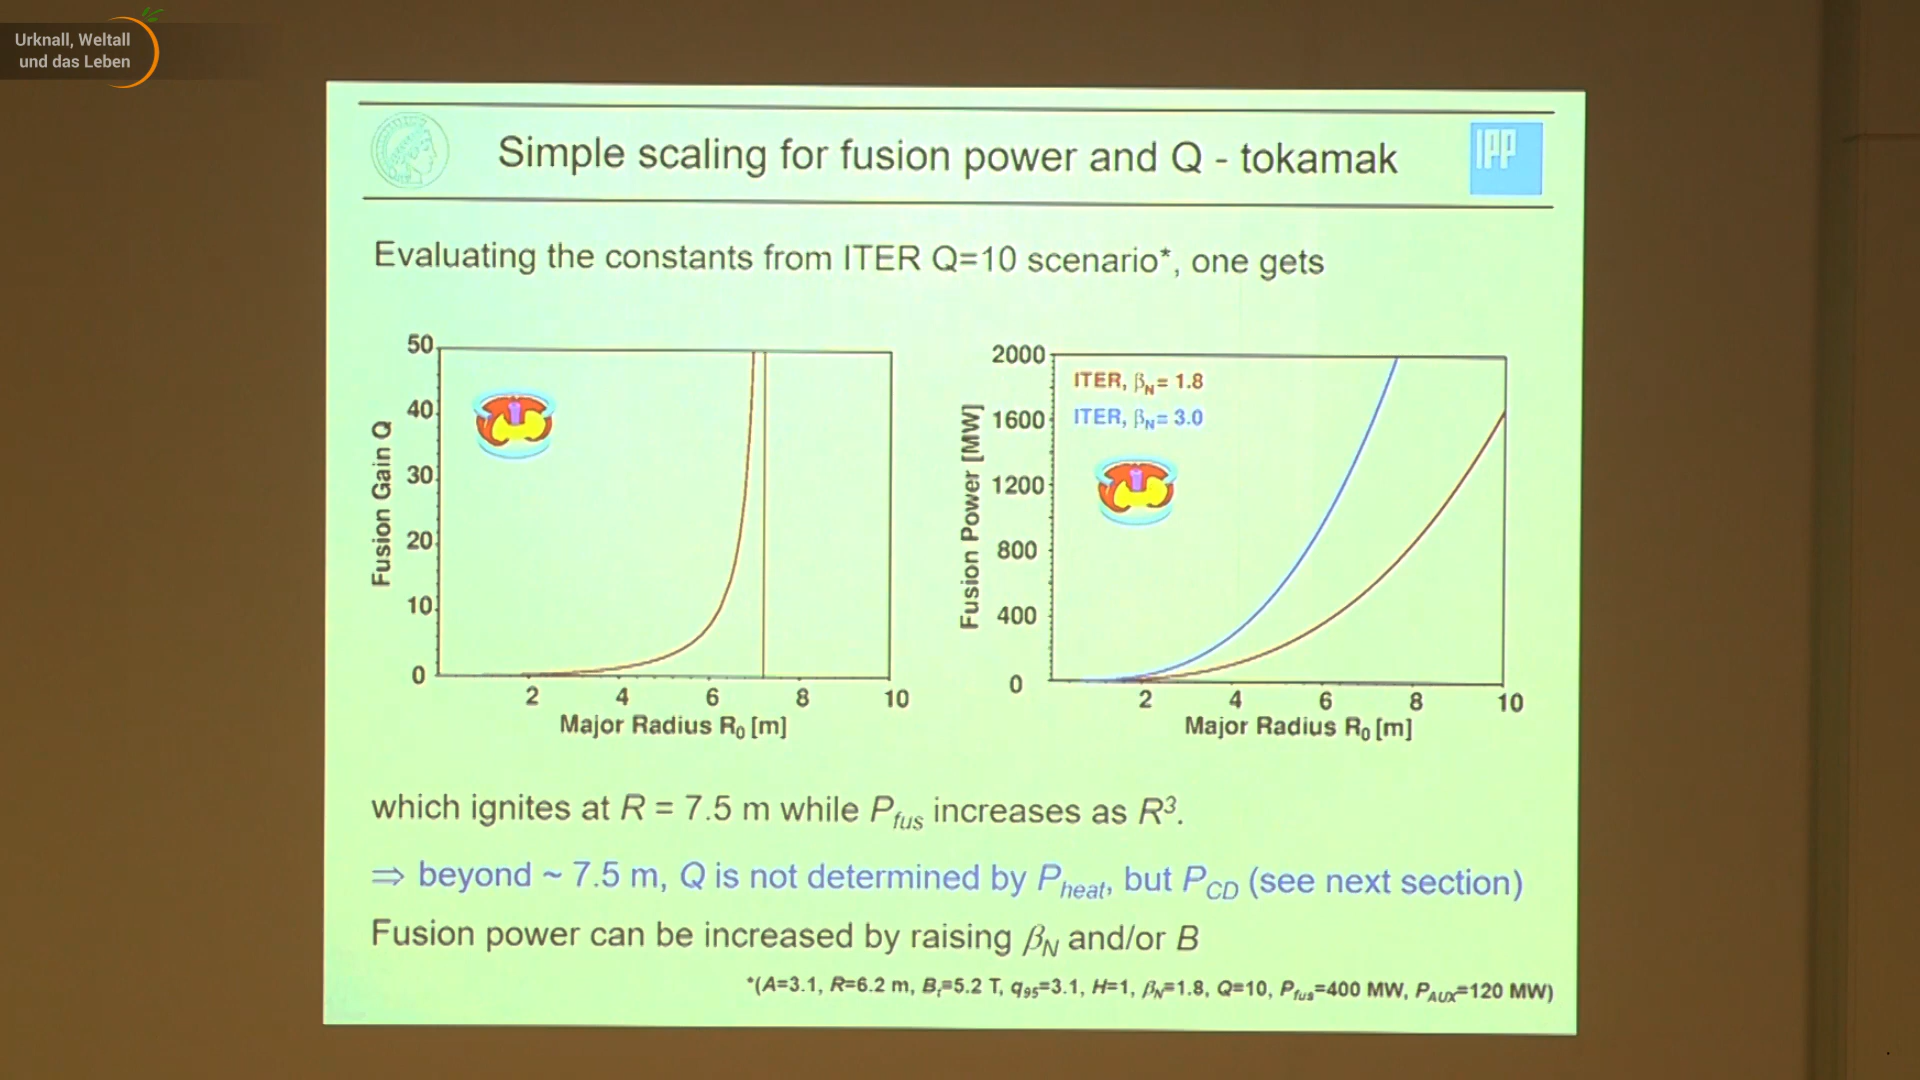 Urknall, Weltall
und das Leben
Simple scaling for fusion power and Q - tokamak
IPP
Evaluating the constants from ITER Q=10 scenario*, one gets
50
40
30
20
10
0
2 4 6 8 10
Fusion Gain Q
Major Radius R₀ [m]
2000
1600
1200
800
400
0
2 4 6 8 10
Fusion Power [MW]
Major Radius R₀ [m]
ITER, βN= 1.8
ITER, βN= 3.0
which ignites at R = 7.5 m while Pfus increases as R³.
⇒ beyond ~ 7.5 m, Q is not determined by Pheat, but PCD (see next section)
Fusion power can be increased by raising βN and/or B
*(A=3.1, R=6.2 m, Bt=5.2 T, q95=3.1, H=1, βN=1.8, Q=10, Pfus=400 MW, PAUX=120 MW)